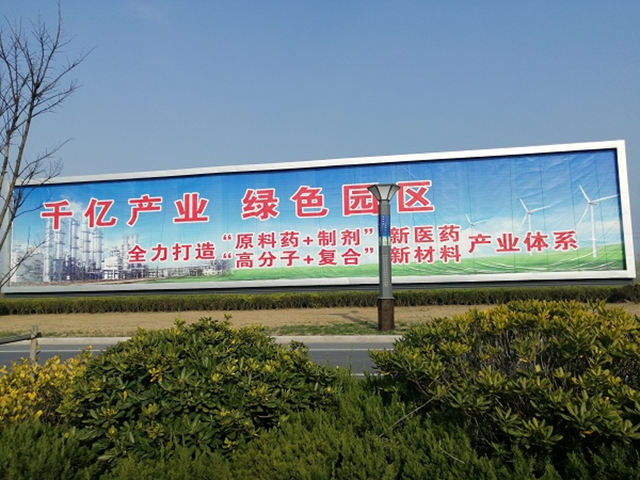 千亿产业 绿色园区
全力打造“原料药+制剂”新医药产业体系
“高分子+复合”新材料